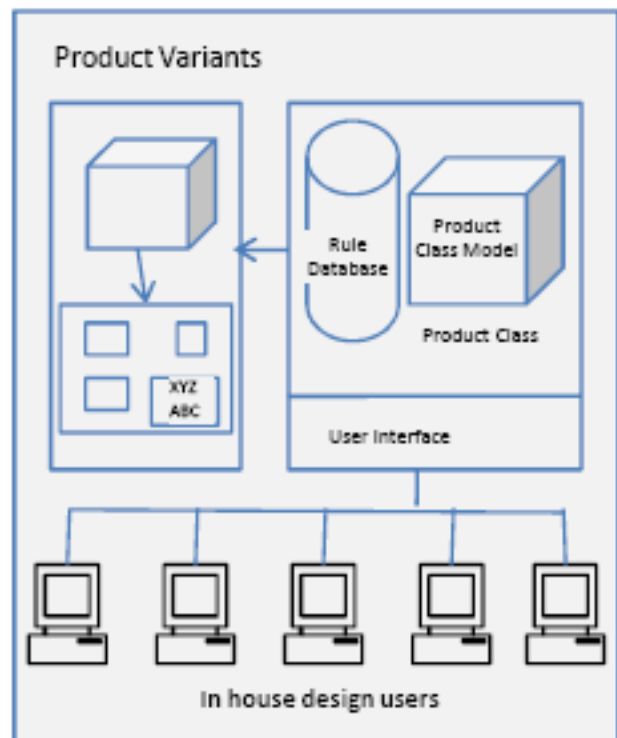 Product Variants
Rule
Database
Product
Class Model
Product Class
XYZ
ABC
User Interface
In house design users